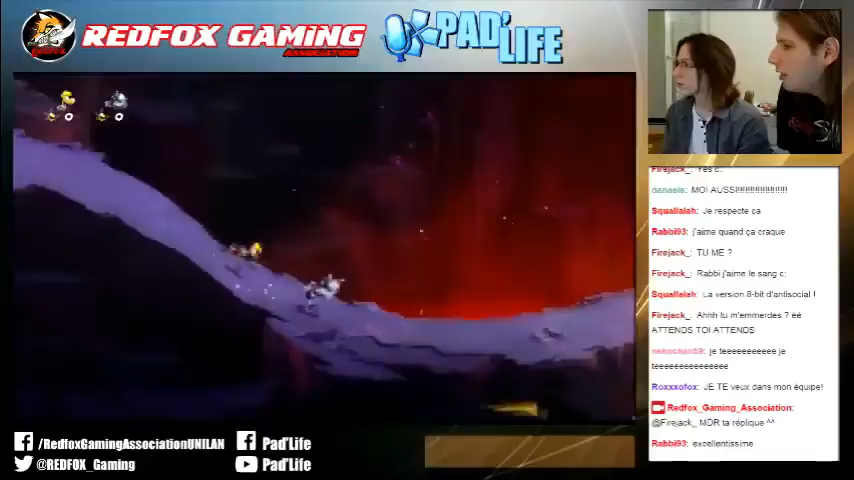 REDFOX GAMING
ASSOCIATION
PAD'LIFE
0 0
Firejack_: Yes c:
danaele: MOI AUSSI!!!!!!!!!!!!!!!!!!!!!
Squallalah: Je respecte ca
Rabbi93: j'aime quand ça craque
Firejack_: TU ME ?
Firejack_: Rabbi j'aime le sang c:
Squallalah: La version 8-bit d'antisocial !
Firejack_: Ahhh tu m'emmerdes ? éé
ATTENDS TOI ATTENDS
nekochan59: je teeeeeeeeeee je
teeeeeeeeeeeeeee
Roxxxofox: JE TE veux dans mon équipe!
Redfox_Gaming_Association:
@Firejack_ MDR ta réplique ^^
Rabbi93: excellentissime
/RedfoxGamingAssociationUNILAN
Pad'Life
@REDFOX_Gaming
Pad'Life